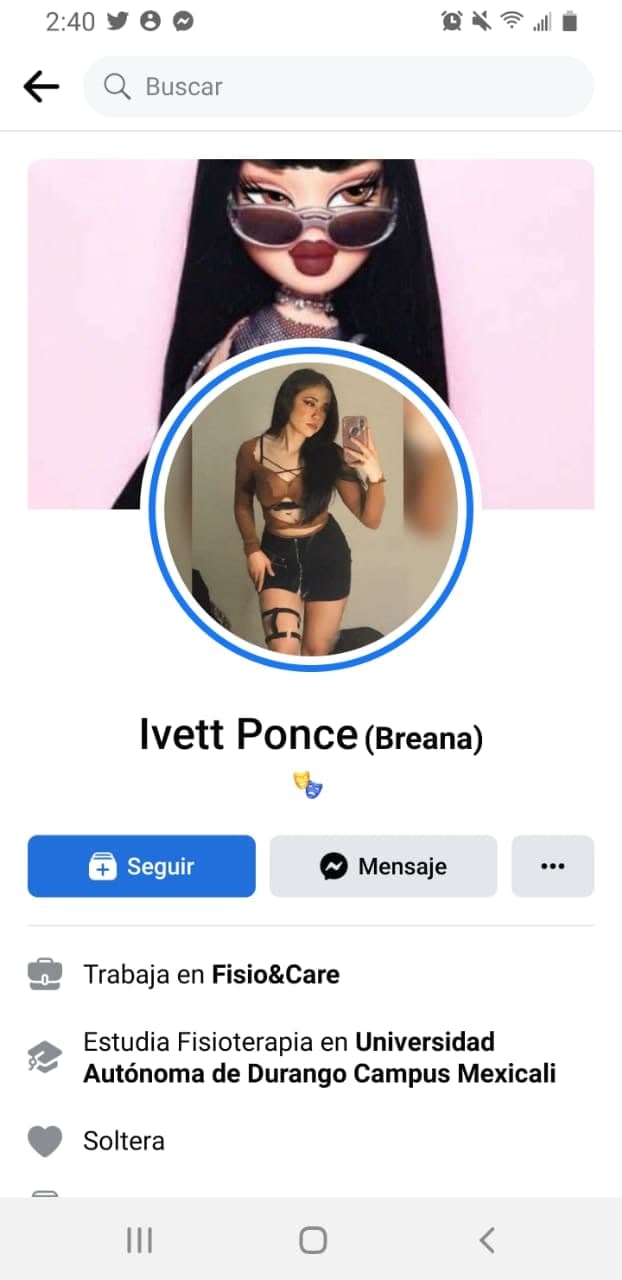 2:40
Buscar
Ivett Ponce (Breana)
Seguir
Mensaje
Trabaja en Fisio&Care
Estudia Fisioterapia en Universidad
Autónoma de Durango Campus Mexicali
Soltera